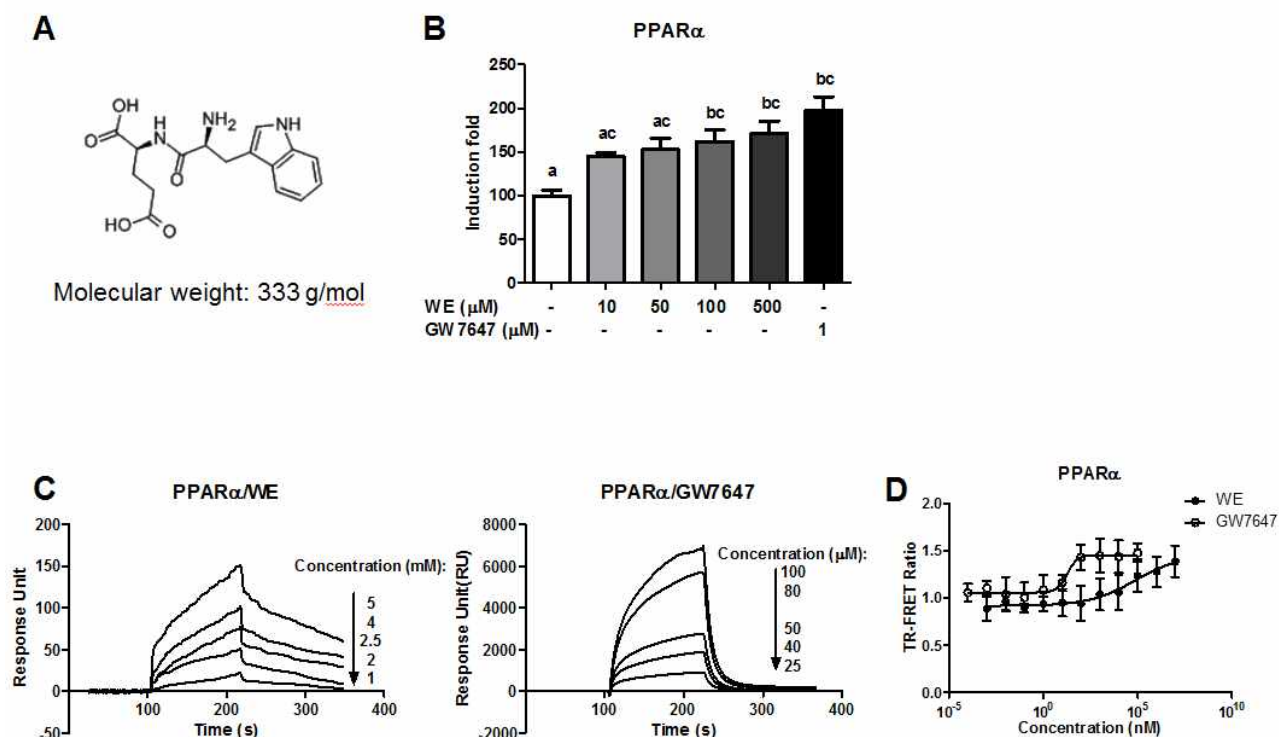 A
OH
O
H
N
NH₂
NH
O
HO
O
Molecular weight: 333 g/mol
B
PPARα
Induction fold
250
200
150
100
50
0
a
ac
ac
bc
bc
bc
WE (μM) - 10 50 100 500 -
GW 7647 (μM) - - - - - 1
C
PPARα/WE
Response Unit
200
150
100
50
0
-50
100 200 300 400
Time (s)
Concentration (mM):
5
4
2.5
2
1
PPARα/GW7647
Response Unit(RU)
8000
6000
4000
2000
0
-2000
100 200 300 400
Time (s)
Concentration (μM):
100
80
50
40
25
D
PPARα
TR-FRET Ratio
2.0
1.5
1.0
0.5
0.0
10⁻⁵ 10⁰ 10⁵ 10¹⁰
Concentration (nM)
WE
GW7647